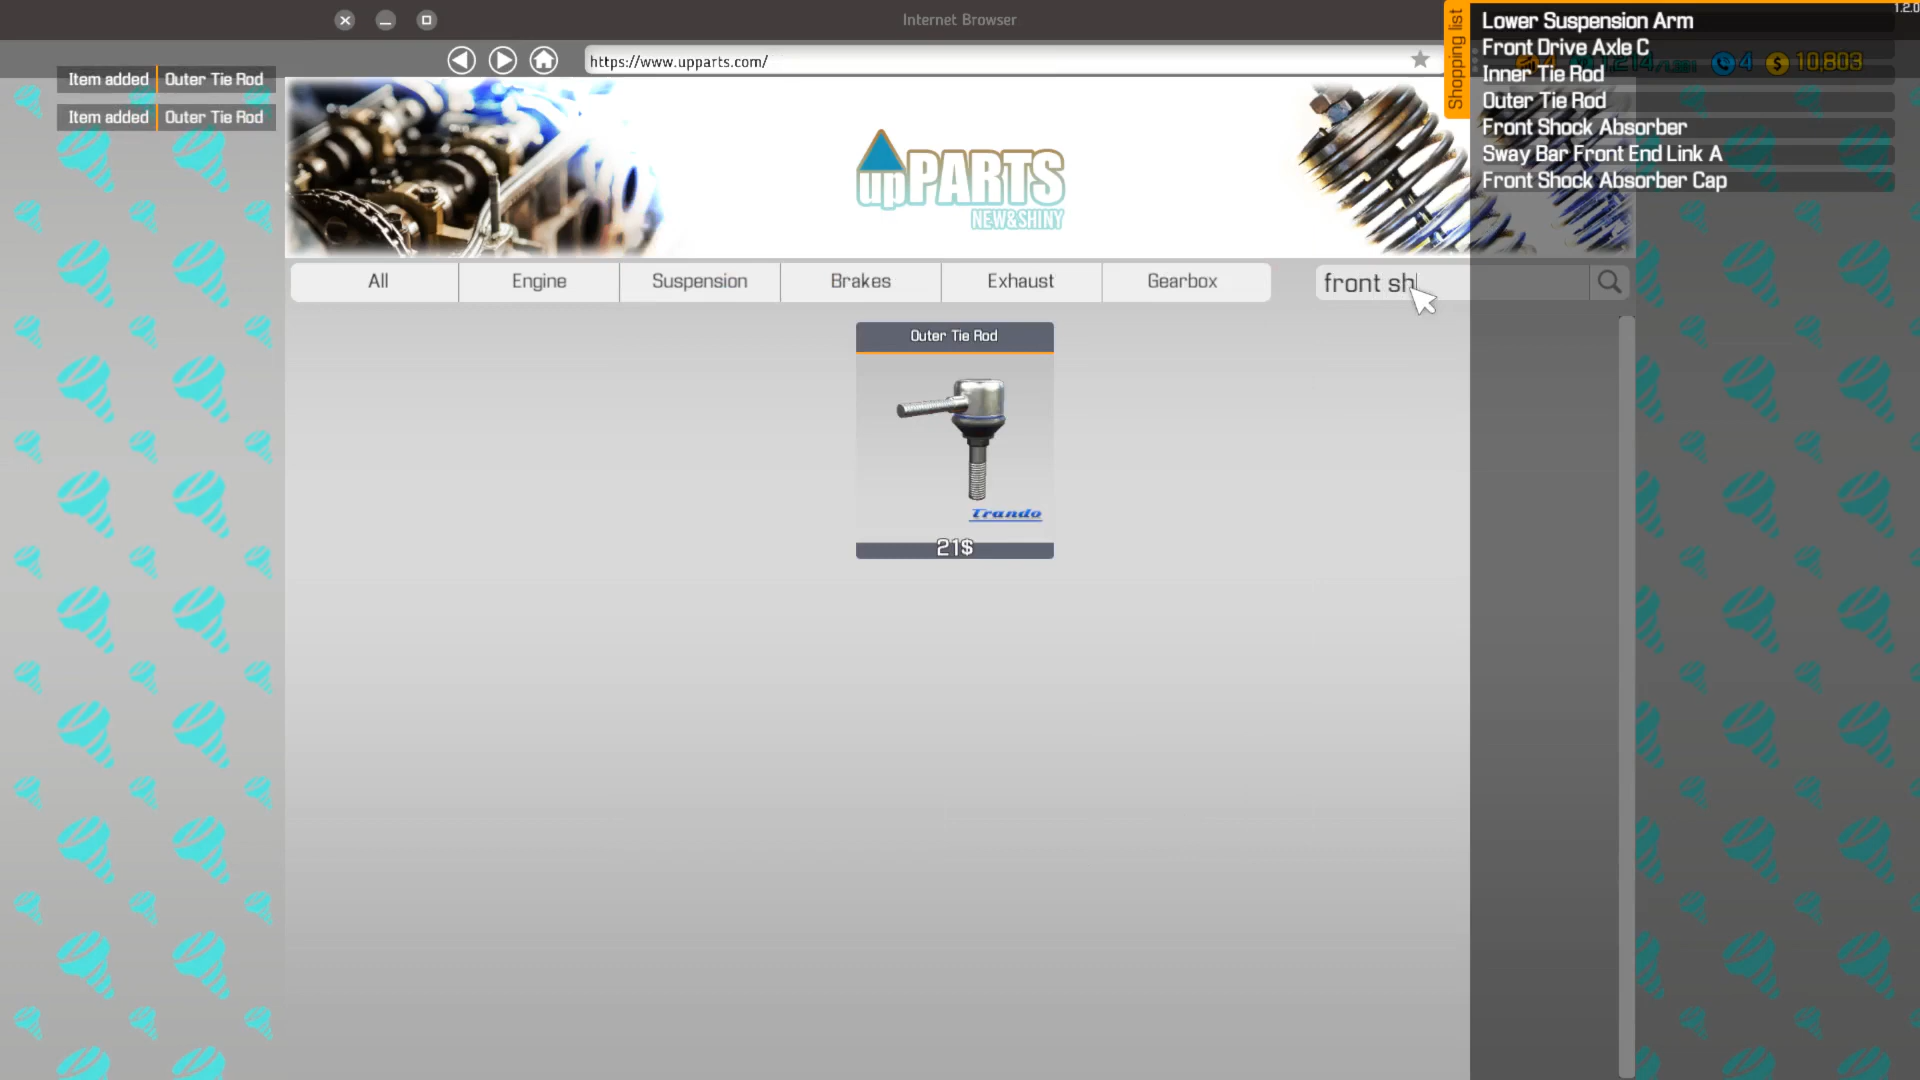 Internet Browser
1.2.0
https://www.upparts.com/
Shopping list
Lower Suspension Arm
Front Drive Axle C
Inner Tie Rod
Outer Tie Rod
Front Shock Absorber
Sway Bar Front End Link A
Front Shock Absorber Cap
4
10,803
Item added Outer Tie Rod
Item added Outer Tie Rod
upPARTS
NEW&SHINY
All Engine Suspension Brakes Exhaust Gearbox
front sh
Outer Tie Rod
Trando
21$